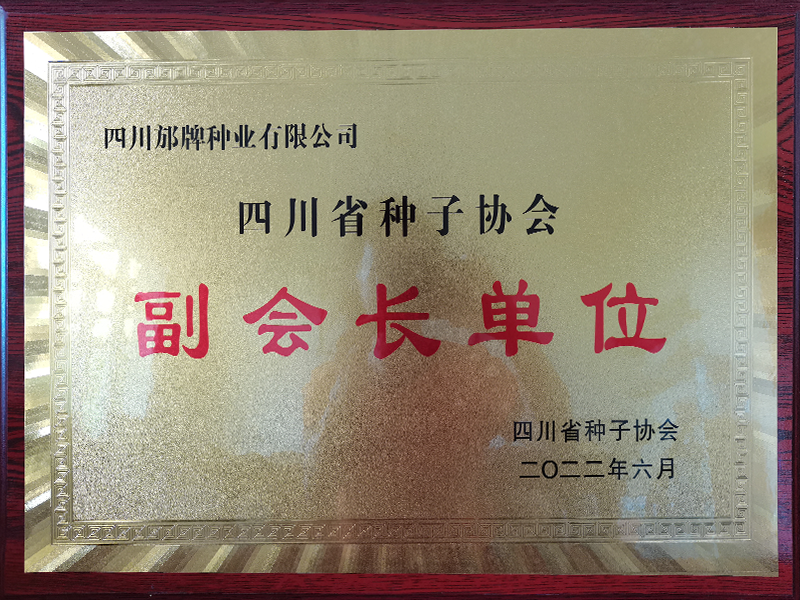 四川邡牌种业有限公司
四川省种子协会
副会长单位
四川省种子协会
二〇二二年六月